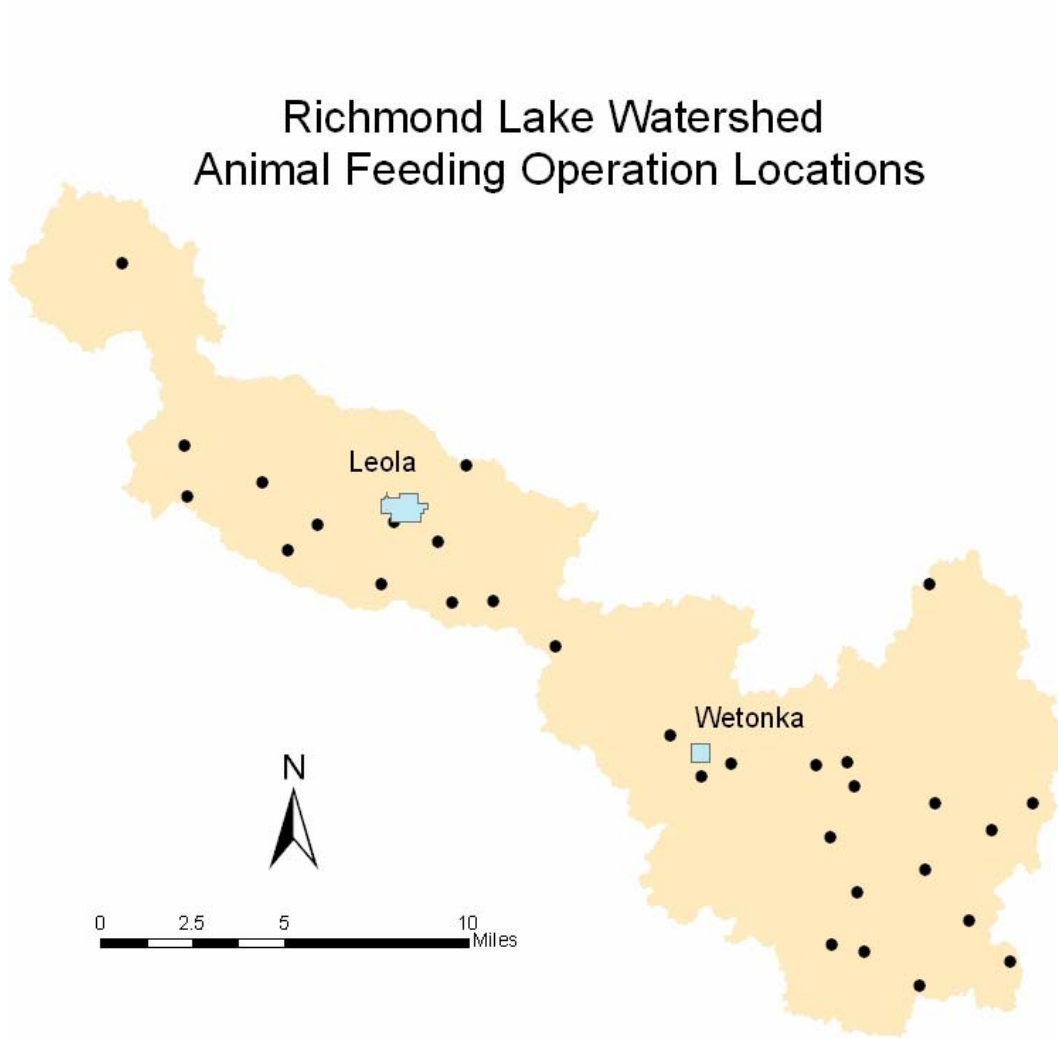 Richmond Lake Watershed
Animal Feeding Operation Locations
Leola
Wetonka
N
0 2.5 5 10
Miles